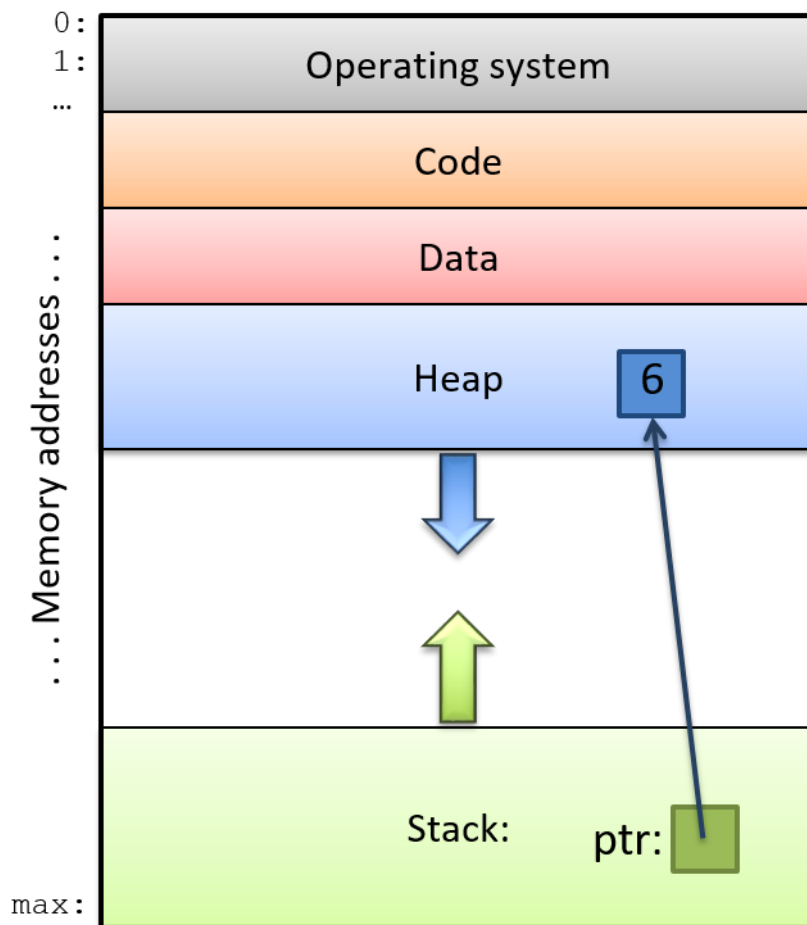 0:
1:
…
Operating system
Code
Data
Heap
6
. . . Memory addresses . . .
Stack:
ptr:
max: